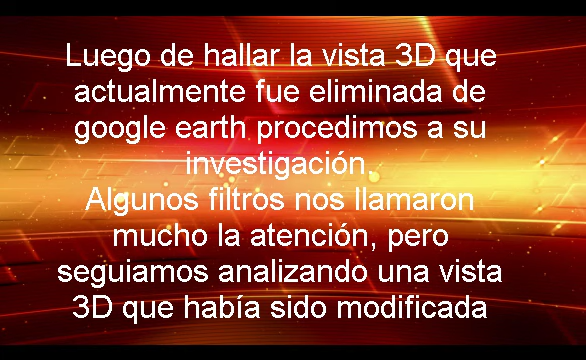 Luego de hallar la vista 3D que
actualmente fue eliminada de
google earth procedimos a su
investigación
Algunos filtros nos llamaron
mucho la atención, pero
seguiamos analizando una vista
3D que había sido modificada